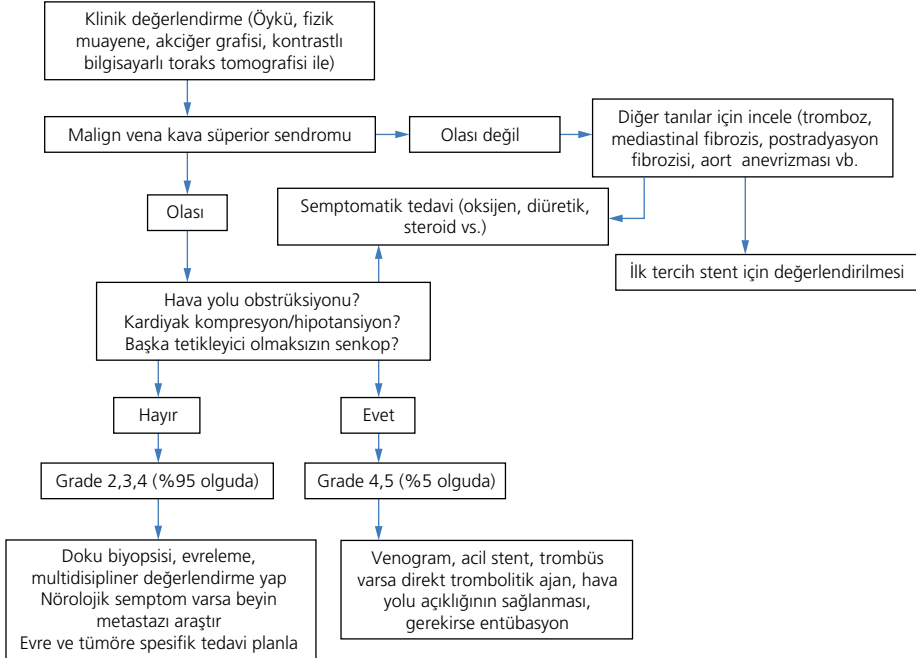 Klinik değerlendirme (Öykü, fizik
muayene, akciğer grafisi, kontrastlı
bilgisayarlı toraks tomografisi ile)
Malign vena kava süperior sendromu
Olası değil
Diğer tanılar için incele (tromboz,
mediastinal fibrozis, postradyasyon
fibrozisi, aort anevrizması vb.
Olası
Semptomatik tedavi (oksijen, diüretik,
steroid vs.)
İlk tercih stent için değerlendirilmesi
Hava yolu obstrüksiyonu?
Kardiyak kompresyon/hipotansiyon?
Başka tetikleyici olmaksızın senkop?
Hayır
Evet
Grade 2,3,4 (%95 olguda)
Grade 4,5 (%5 olguda)
Doku biyopsisi, evreleme,
multidisipliner değerlendirme yap
Nörolojik semptom varsa beyin
metastazı araştır
Evre ve tümöre spesifik tedavi planla
Venogram, acil stent, trombüs
varsa direkt trombolitik ajan, hava
yolu açıklığının sağlanması,
gerekirse entübasyon